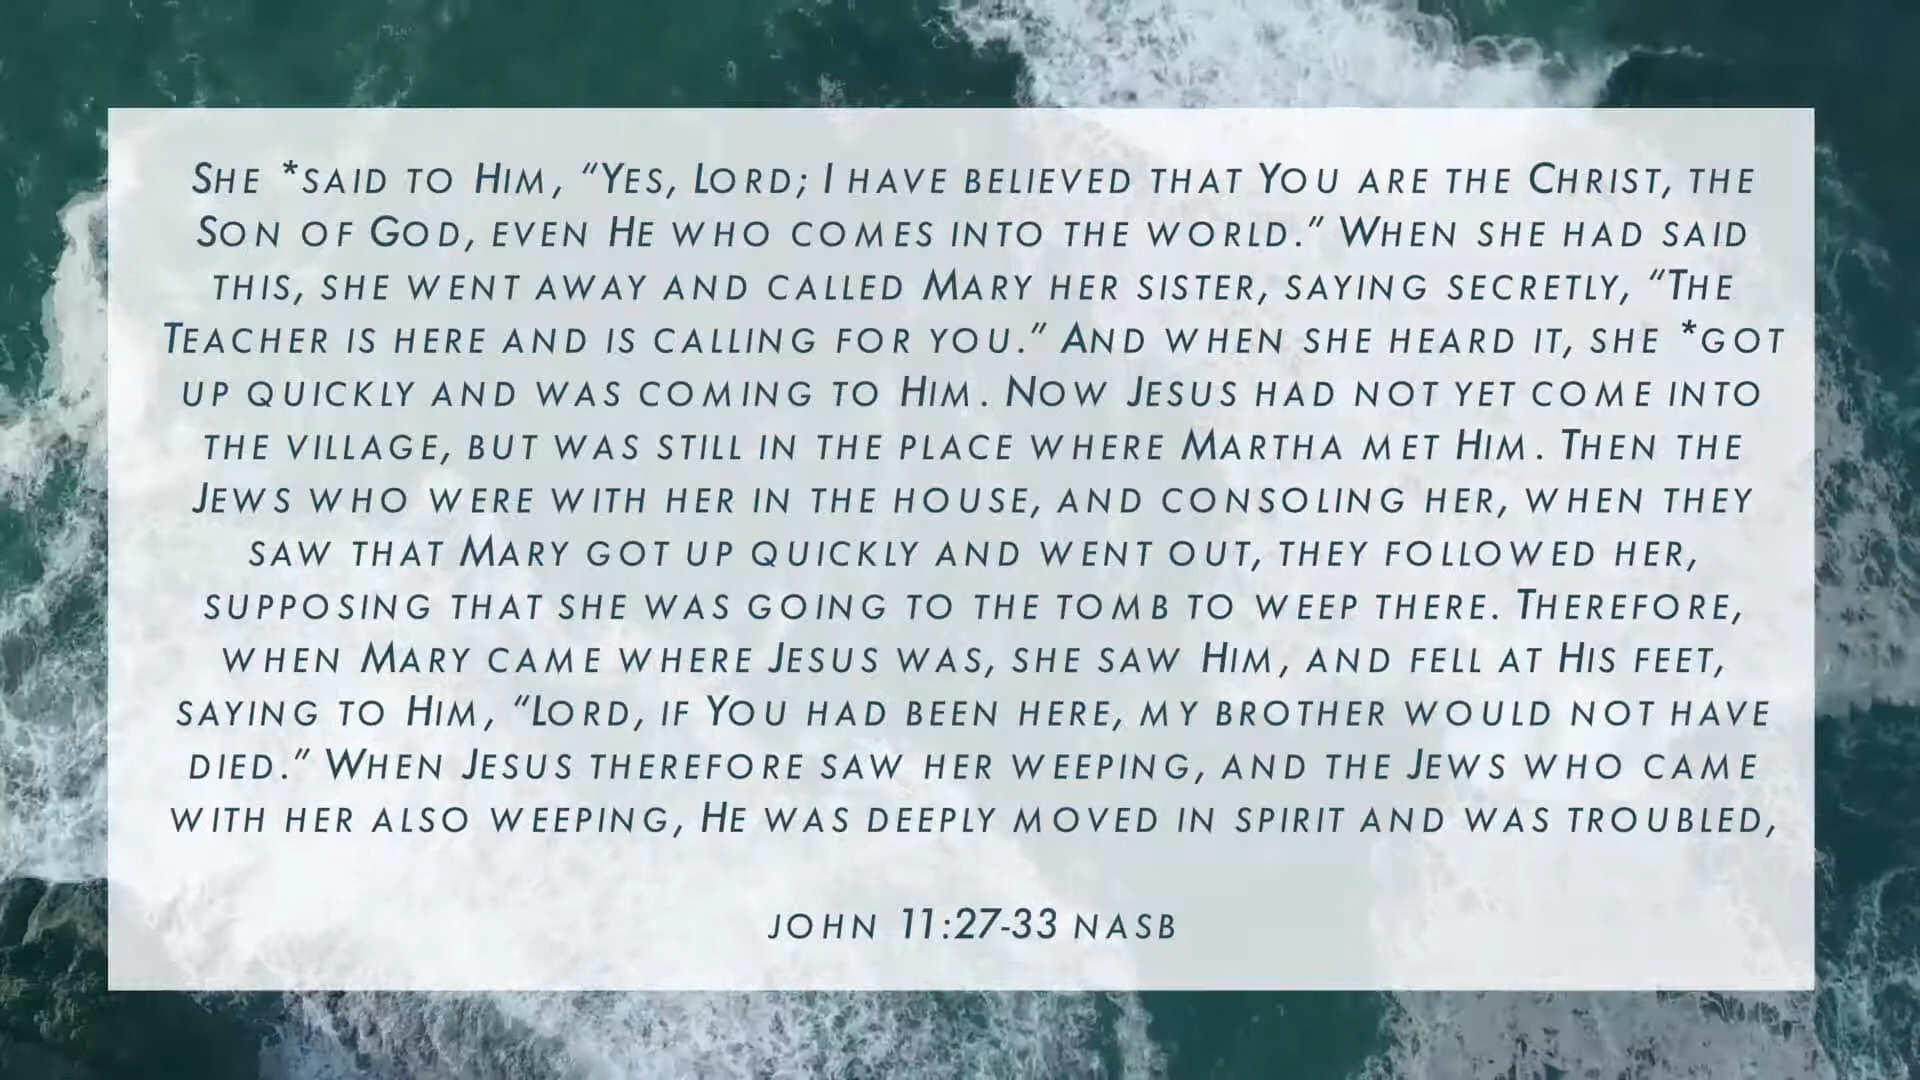 She *said to Him, “Yes, Lord; I have believed that You are the Christ, the
Son of God, even He who comes into the world.” When she had said
this, she went away and called Mary her sister, saying secretly, “The
Teacher is here and is calling for you.” And when she heard it, she *got
up quickly and was coming to Him. Now Jesus had not yet come into
the village, but was still in the place where Martha met Him. Then the
Jews who were with her in the house, and consoling her, when they
saw that Mary got up quickly and went out, they followed her,
supposing that she was going to the tomb to weep there. Therefore,
when Mary came where Jesus was, she saw Him, and fell at His feet,
saying to Him, “Lord, if You had been here, my brother would not have
died.” When Jesus therefore saw her weeping, and the Jews who came
with her also weeping, He was deeply moved in spirit and was troubled,
john 11:27-33 nasb